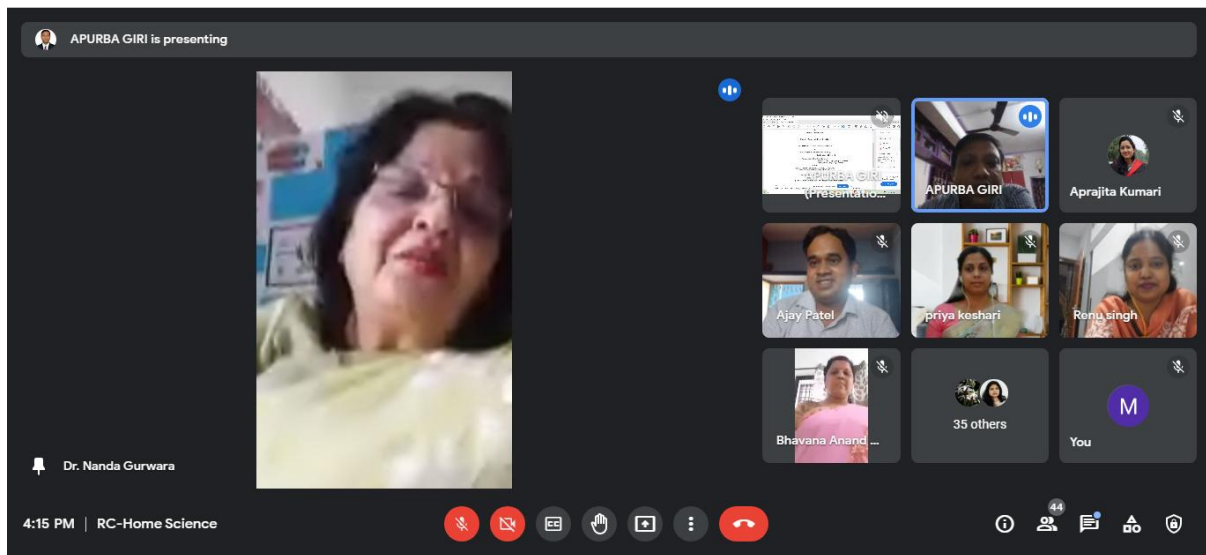 APURBA GIRI is presenting
APURBA GIRI
(Presentatio...
APURBA GIRI
Aprajita Kumari
Ajay Patel
priya keshari
Renu singh
Bhavana Anand ...
35 others
M
You
Dr. Nanda Gurwara
4:15 PM | RC-Home Science
CC
44